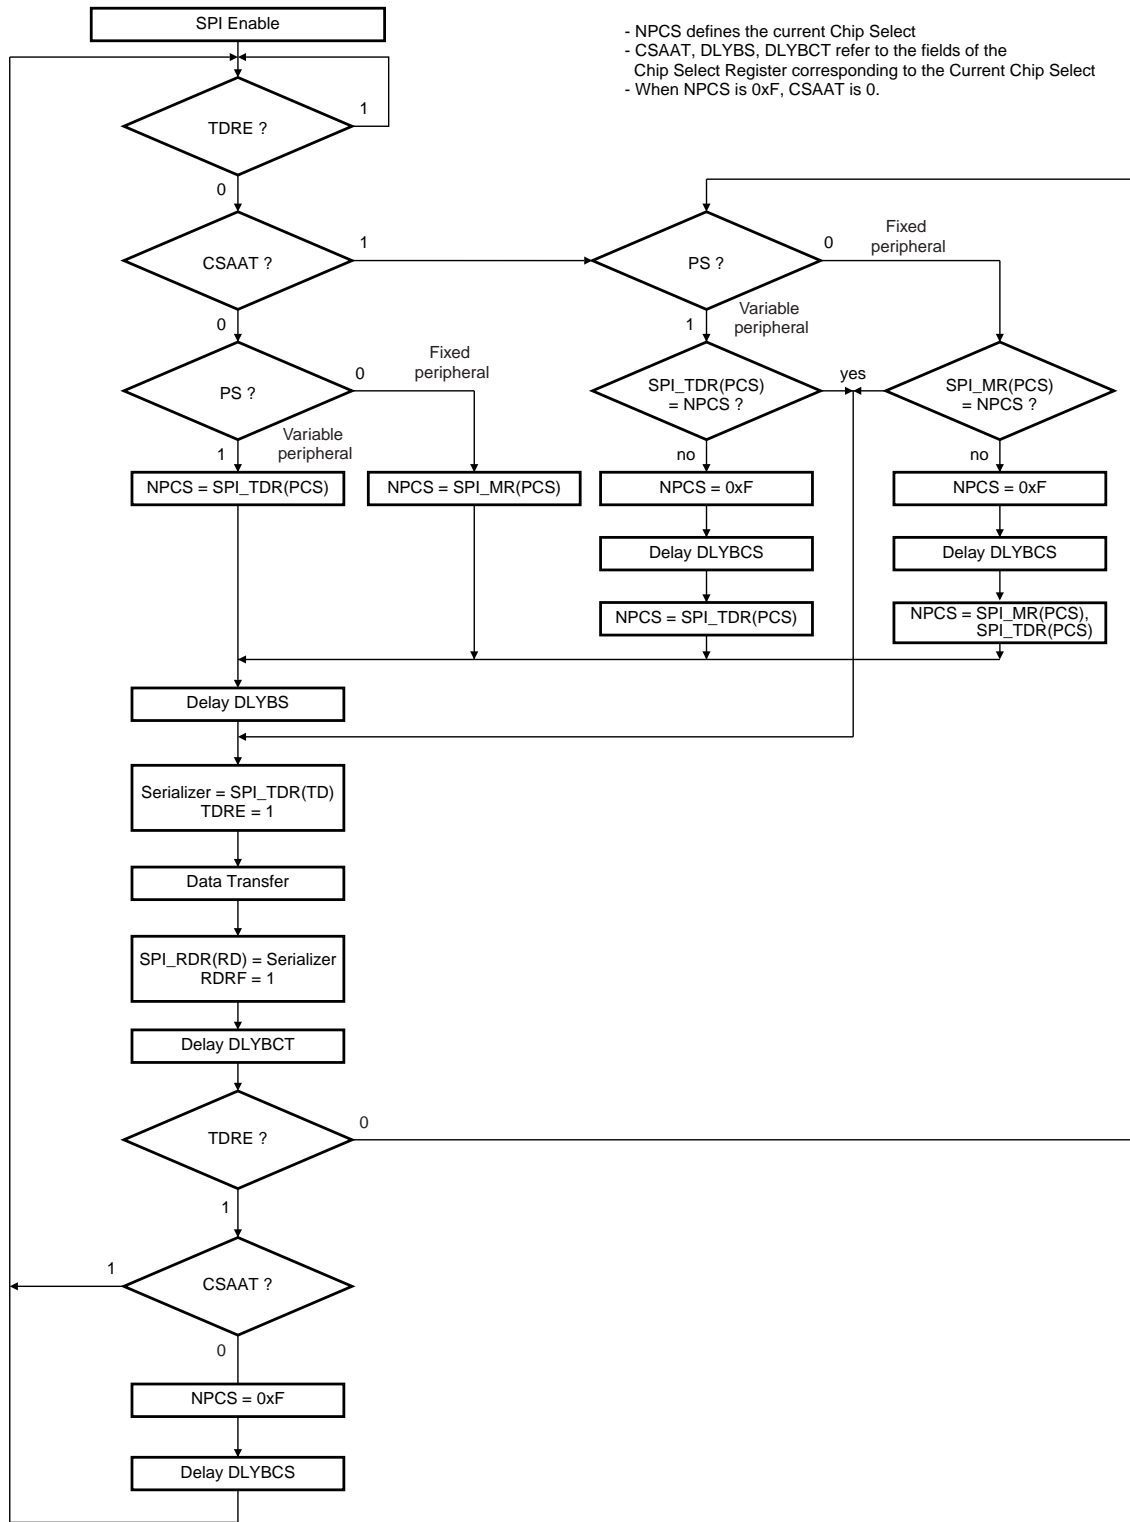 SPI Enable
- NPCS defines the current Chip Select
- CSAAT, DLYBS, DLYBCT refer to the fields of the
Chip Select Register corresponding to the Current Chip Select
- When NPCS is 0xF, CSAAT is 0.
TDRE ?
1
0
CSAAT ?
1
0
PS ?
0
Fixed
peripheral
1
Variable
peripheral
PS ?
0
Fixed
peripheral
1
Variable
peripheral
SPI_TDR(PCS)
= NPCS ?
yes
SPI_MR(PCS)
= NPCS ?
no
no
NPCS = SPI_TDR(PCS)
NPCS = SPI_MR(PCS)
NPCS = 0xF
NPCS = 0xF
Delay DLYBCS
Delay DLYBCS
NPCS = SPI_TDR(PCS)
NPCS = SPI_MR(PCS),
SPI_TDR(PCS)
Delay DLYBS
Serializer = SPI_TDR(TD)
TDRE = 1
Data Transfer
SPI_RDR(RD) = Serializer
RDRF = 1
Delay DLYBCT
TDRE ?
0
1
CSAAT ?
1
0
NPCS = 0xF
Delay DLYBCS